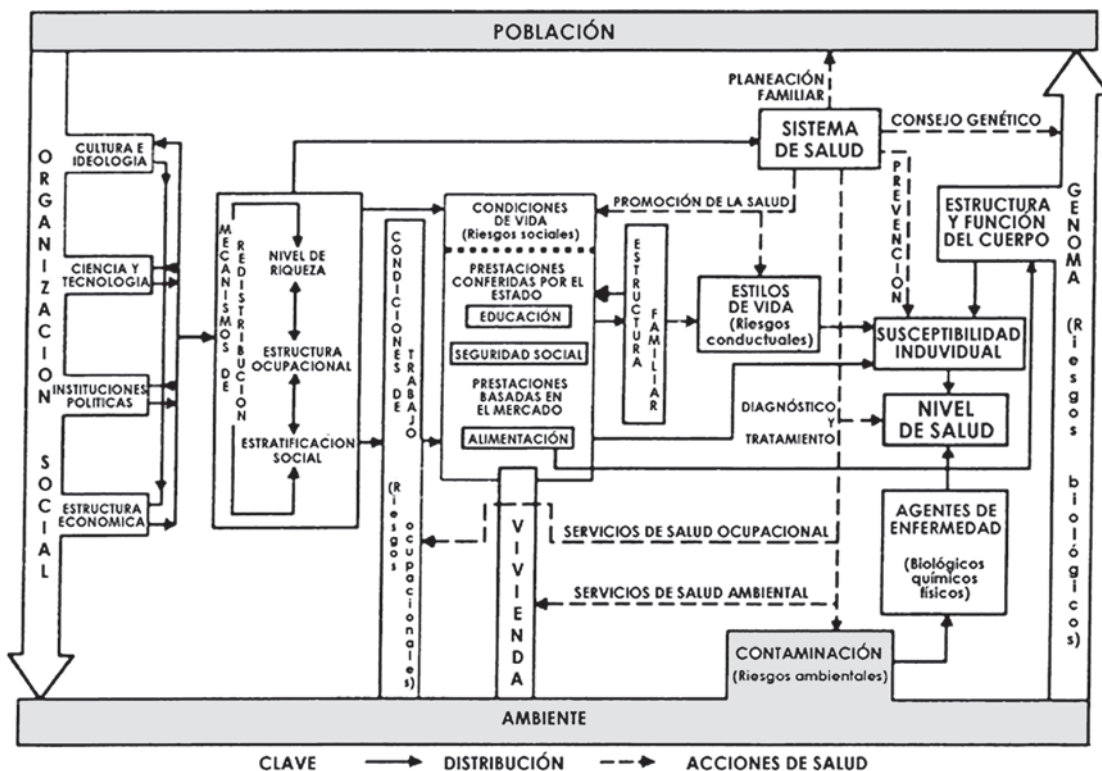 POBLACIÓN
PLANEACIÓN
FAMILIAR
CONSEJO GENÉTICO
SISTEMA
DE SALUD
PREVENCION
ORGANIZACION SOCIAL
CULTURA E
IDEOLOGIA
CIENCIA Y
TECNOLOGIA
INSTITUCIONES
POLITICAS
ESTRUCTURA
ECONOMICA
MECANISMOS DE
REDISTRIBUCION
NIVEL DE
RIQUEZA
ESTRUCTURA
OCUPACIONAL
ESTRATIFICACION
SOCIAL
CONDICIONES DE
TRABAJO
(Riesgos
ocupacionales)
CONDICIONES
DE VIDA
(Riesgos sociales)
PRESTACIONES
CONFERIDAS POR EL
ESTADO
EDUCACIÓN
SEGURIDAD SOCIAL
PRESTACIONES
BASADAS EN
EL MERCADO
ALIMENTACIÓN
VIVIENDA
PROMOCIÓN DE LA SALUD
ESTRUCTURA
FAMILIAR
ESTILOS
DE VIDA
(Riesgos
conductuales)
ESTRUCTURA
Y FUNCIÓN
DEL CUERPO
SUSCEPTIBILIDAD
INDUVIDUAL
DIAGNÓSTICO
Y
TRATAMIENTO
NIVEL
DE SALUD
AGENTES DE
ENFERMEDAD
(Biológicos
químicos
físicos)
SERVICIOS DE SALUD OCUPACIONAL
SERVICIOS DE SALUD AMBIENTAL
CONTAMINACIÓN
(Riesgos ambientales)
GENOMA (Riesgos biológicos)
AMBIENTE
CLAVE DISTRIBUCIÓN ACCIONES DE SALUD